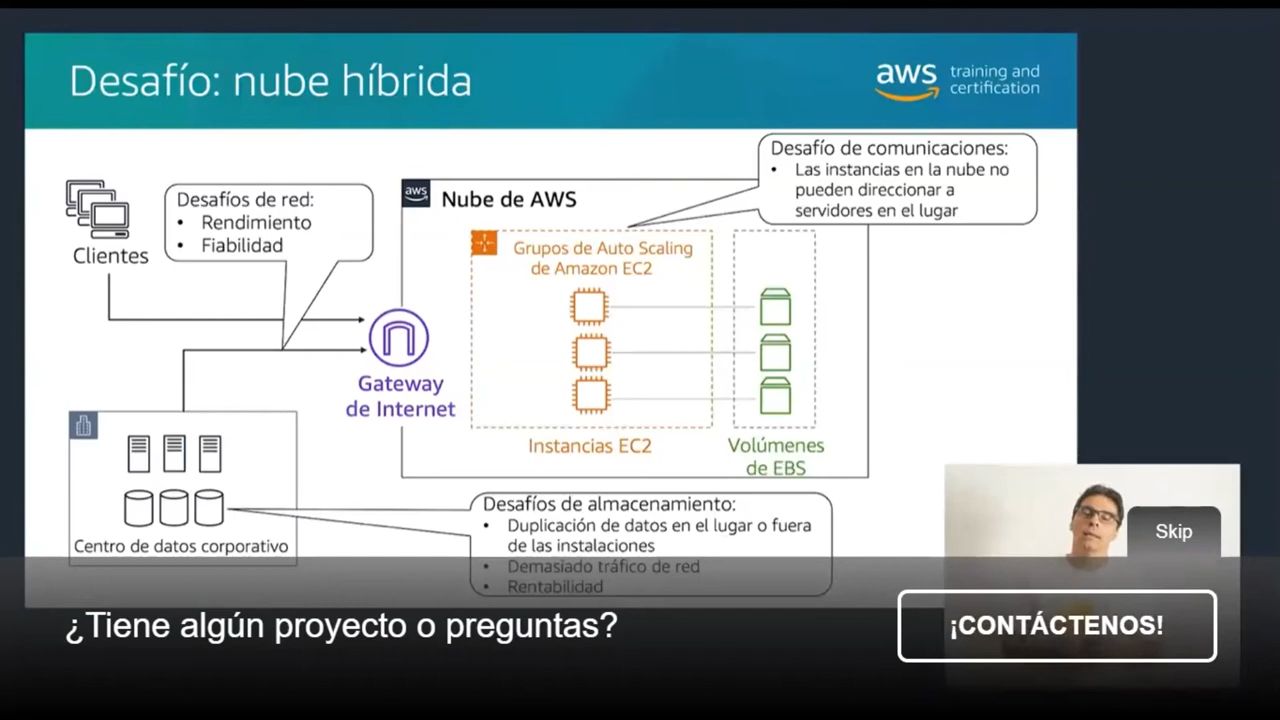 Desafío: nube híbrida
aws training and
certification
Desafío de comunicaciones:
• Las instancias en la nube no
pueden direccionar a
servidores en el lugar
Desafíos de red:
• Rendimiento
• Fiabilidad
Clientes
aws
Nube de AWS
Grupos de Auto Scaling
de Amazon EC2
Gateway
de Internet
Instancias EC2
Volúmenes
de EBS
Centro de datos corporativo
Desafíos de almacenamiento:
• Duplicación de datos en el lugar o fuera
de las instalaciones
• Demasiado tráfico de red
• Rentabilidad
Skip
¿Tiene algún proyecto o preguntas?
¡CONTÁCTENOS!